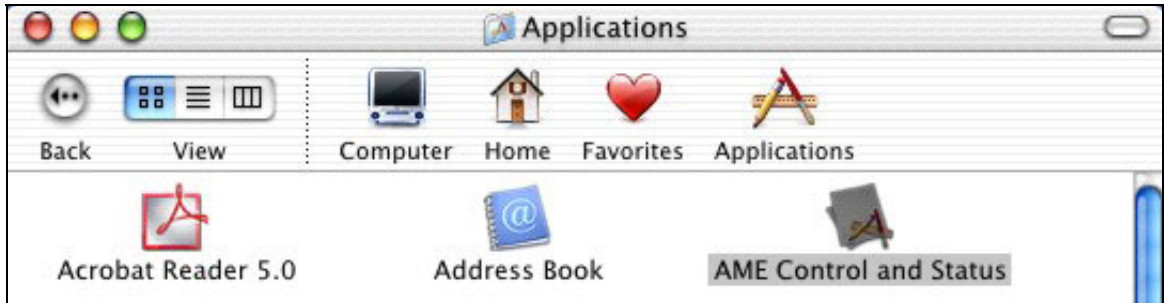 Applications
Back View Computer Home Favorites Applications
Acrobat Reader 5.0 Address Book AME Control and Status